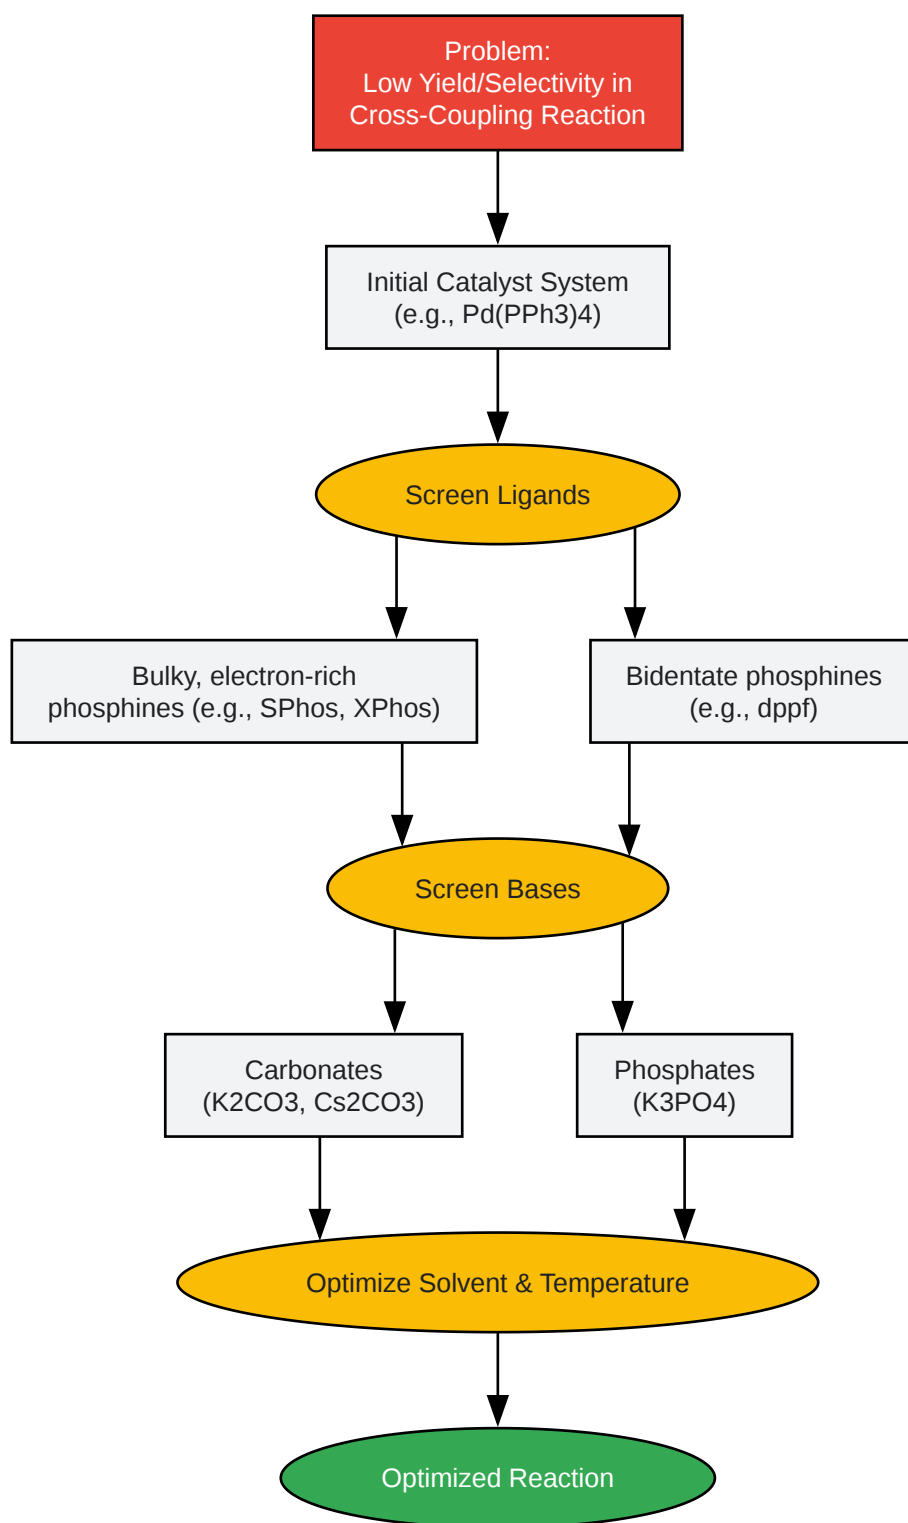 Problem:
Low Yield/Selectivity in
Cross-Coupling Reaction
Initial Catalyst System
(e.g., Pd(PPh3)4)
Screen Ligands
Bulky, electron-rich
phosphines (e.g., SPhos, XPhos)
Bidentate phosphines
(e.g., dppf)
Screen Bases
Carbonates
(K2CO3, Cs2CO3)
Phosphates
(K3PO4)
Optimize Solvent & Temperature
Optimized Reaction